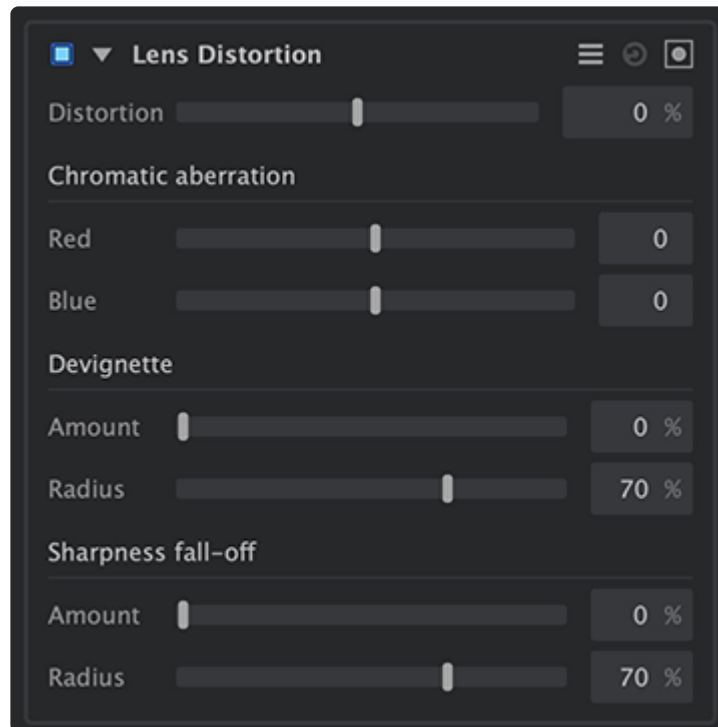 Lens Distortion
Distortion 0 %
Chromatic aberration
Red 0
Blue 0
Devignette
Amount 0 %
Radius 70 %
Sharpness fall-off
Amount 0 %
Radius 70 %